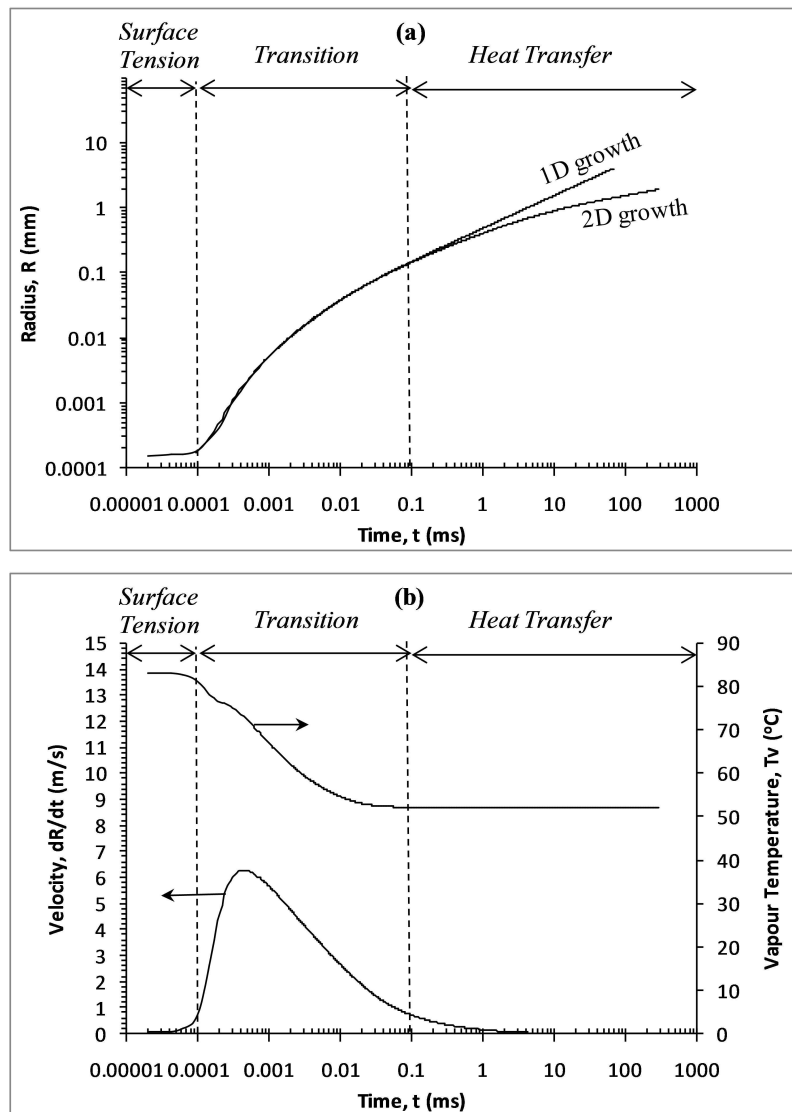 (a)
Surface
Tension
Transition
Heat Transfer
10
1
0.1
0.01
0.001
0.0001
Radius, R (mm)
1D growth
2D growth
0.00001 0.0001 0.001 0.01 0.1 1 10 100 1000
Time, t (ms)
(b)
Surface
Tension
Transition
Heat Transfer
15
14
13
12
11
10
9
8
7
6
5
4
3
2
1
0
Velocity, dR/dt (m/s)
90
80
70
60
50
40
30
20
10
0
Vapour Temperature, Tv (ºC)
0.00001 0.0001 0.001 0.01 0.1 1 10 100 1000
Time, t (ms)